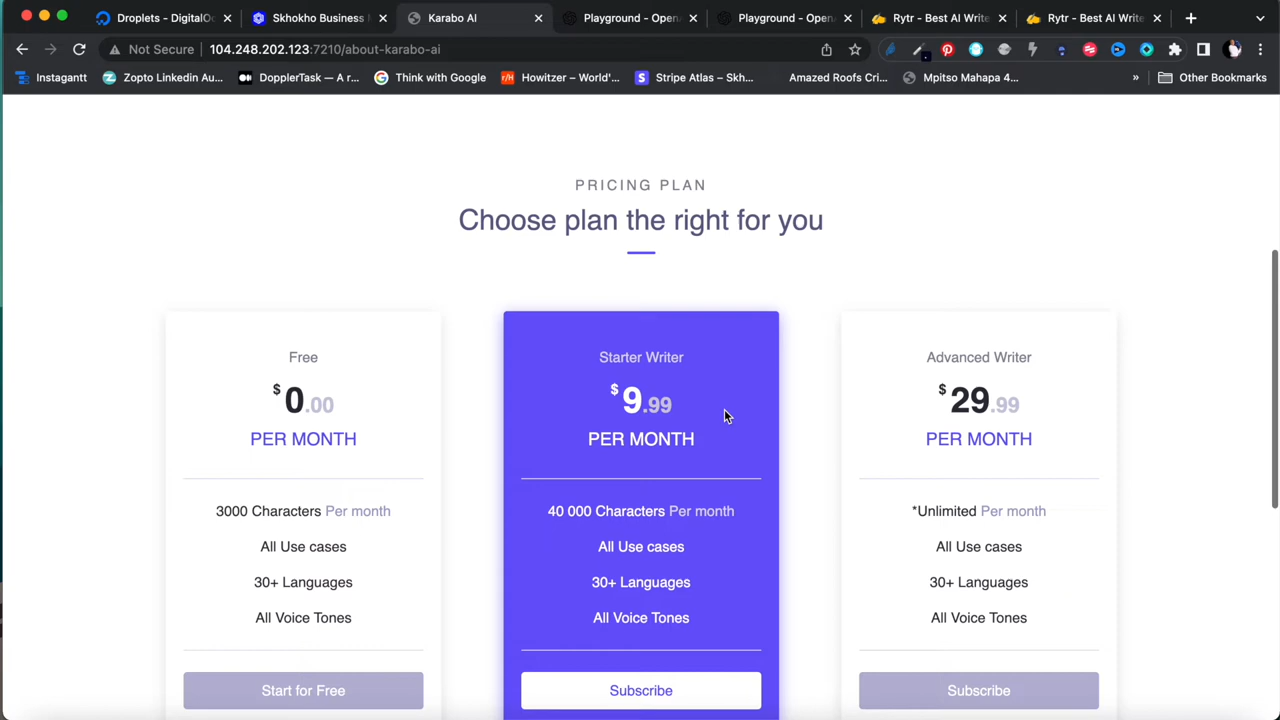 Droplets - DigitalOc
Skhokho Business M
Karabo AI
Playground - OpenA
Playground - OpenA
Rytr - Best AI Write
Rytr - Best AI Write
Not Secure
104.248.202.123:7210/about-karabo-ai
Instagantt
Zopto Linkedin Au...
DopplerTask — A r...
Think with Google
Howitzer – World'...
Stripe Atlas – Skh...
Amazed Roofs Cri...
Mpitso Mahapa 4...
»
Other Bookmarks
PRICING PLAN
Choose plan the right for you
Free
$0.00
PER MONTH
3000 Characters Per month
All Use cases
30+ Languages
All Voice Tones
Start for Free
Starter Writer
$9.99
PER MONTH
40 000 Characters Per month
All Use cases
30+ Languages
All Voice Tones
Subscribe
Advanced Writer
$29.99
PER MONTH
*Unlimited Per month
All Use cases
30+ Languages
All Voice Tones
Subscribe